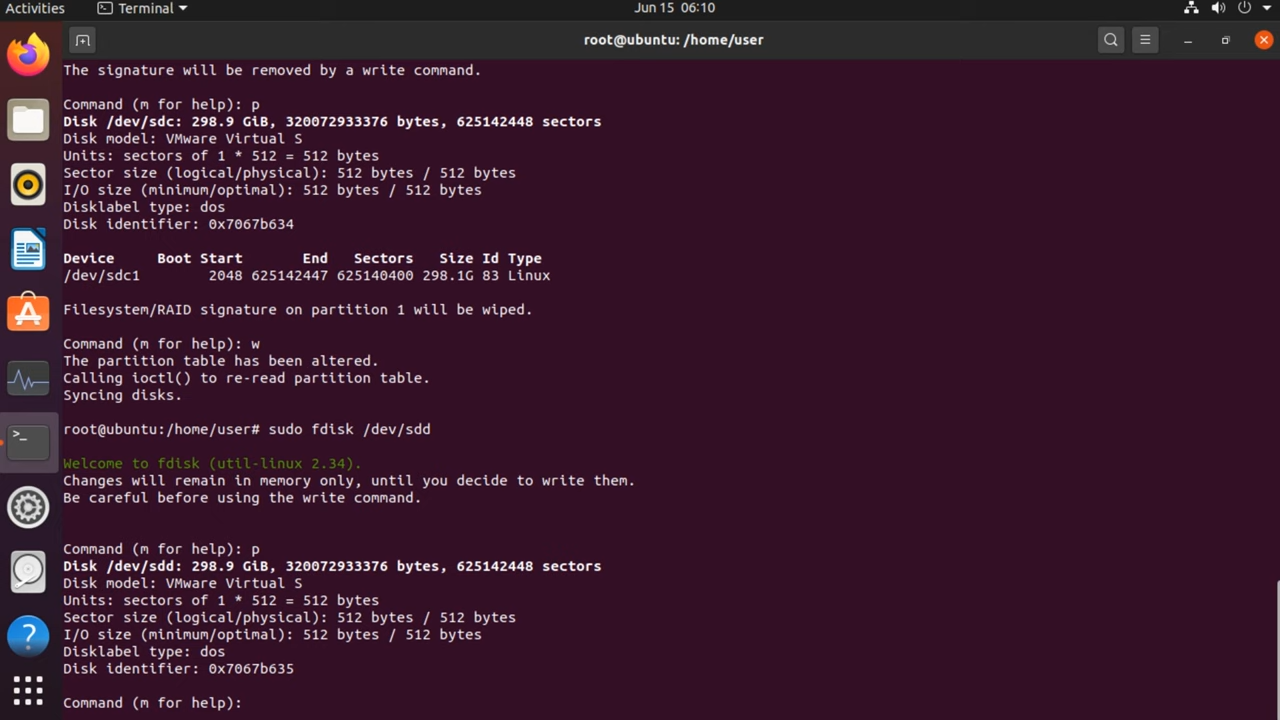 Activities
Terminal
Jun 15 06:10
root@ubuntu: /home/user
The signature will be removed by a write command.
Command (m for help): p
Disk /dev/sdc: 298.9 GiB, 320072933376 bytes, 625142448 sectors
Disk model: VMware Virtual S
Units: sectors of 1 * 512 = 512 bytes
Sector size (logical/physical): 512 bytes / 512 bytes
I/O size (minimum/optimal): 512 bytes / 512 bytes
Disklabel type: dos
Disk identifier: 0x7067b634
Device     Boot Start       End   Sectors   Size Id Type
/dev/sdc1        2048 625142447 625140400 298.1G 83 Linux
Filesystem/RAID signature on partition 1 will be wiped.
Command (m for help): w
The partition table has been altered.
Calling ioctl() to re-read partition table.
Syncing disks.
root@ubuntu:/home/user# sudo fdisk /dev/sdd
Welcome to fdisk (util-linux 2.34).
Changes will remain in memory only, until you decide to write them.
Be careful before using the write command.
Command (m for help): p
Disk /dev/sdd: 298.9 GiB, 320072933376 bytes, 625142448 sectors
Disk model: VMware Virtual S
Units: sectors of 1 * 512 = 512 bytes
Sector size (logical/physical): 512 bytes / 512 bytes
I/O size (minimum/optimal): 512 bytes / 512 bytes
Disklabel type: dos
Disk identifier: 0x7067b635
Command (m for help):